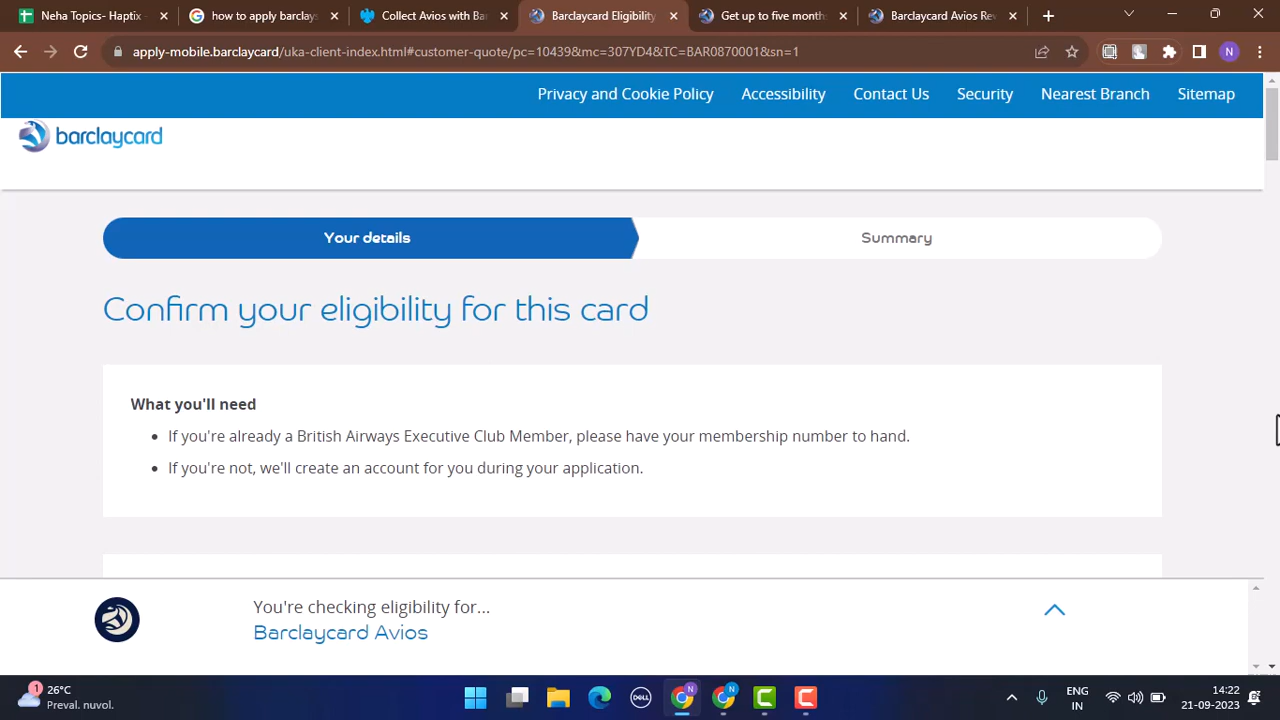 Neha Topics- Haptix -
how to apply barclays
Collect Avios with Bar
Barclaycard Eligibility
Get up to five month
Barclaycard Avios Rev
apply-mobile.barclaycard/uka-client-index.html#customer-quote/pc=10439&mc=307YD4&TC=BAR0870001&sn=1
N
Privacy and Cookie Policy
Accessibility
Contact Us
Security
Nearest Branch
Sitemap
barclaycard
Your details
Summary
Confirm your eligibility for this card
What you'll need
If you're already a British Airways Executive Club Member, please have your membership number to hand.
If you're not, we'll create an account for you during your application.
You're checking eligibility for...
Barclaycard Avios
1
26°C
Preval. nuvol.
DELL
N
N
ENG
IN
14:22
21-09-2023